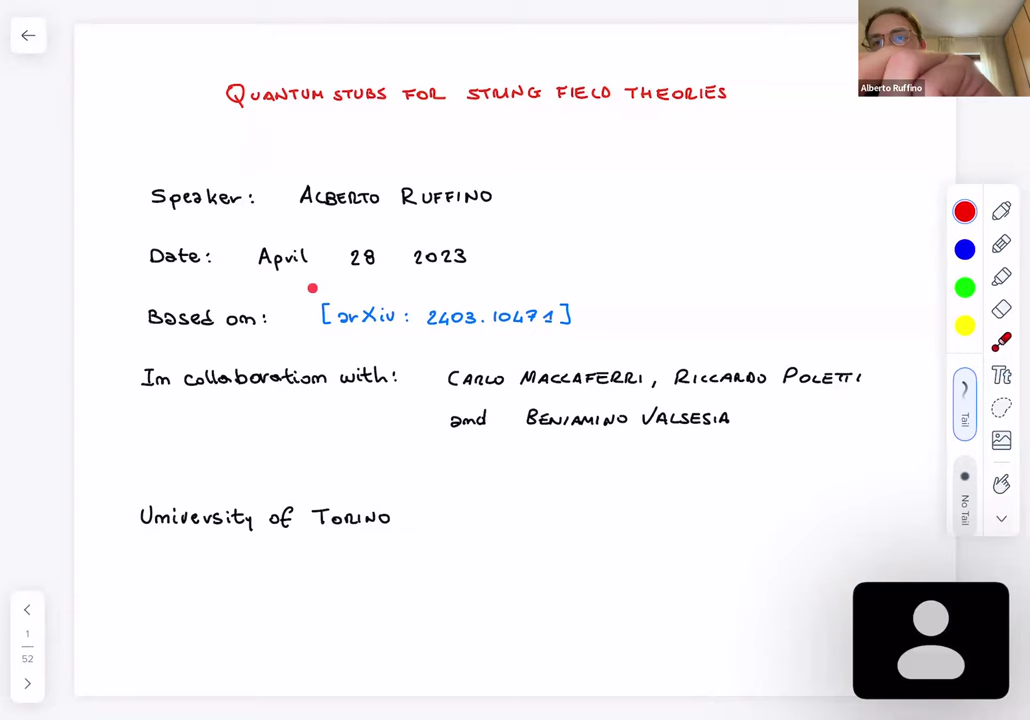 QUANTUM STUBS FOR STRING FIELD THEORIES
Alberto Ruffino
Speaker: ALBERTO RUFFINO
Date: April 28 2023
Based on: [arXiv: 2403.10471]
In collaboration with: CARLO MACCAFERRI, RICCARDO POLETTI
and BENIAMINO VALSESIA
University of TORINO
Tail
No Tail
Tt
1
52